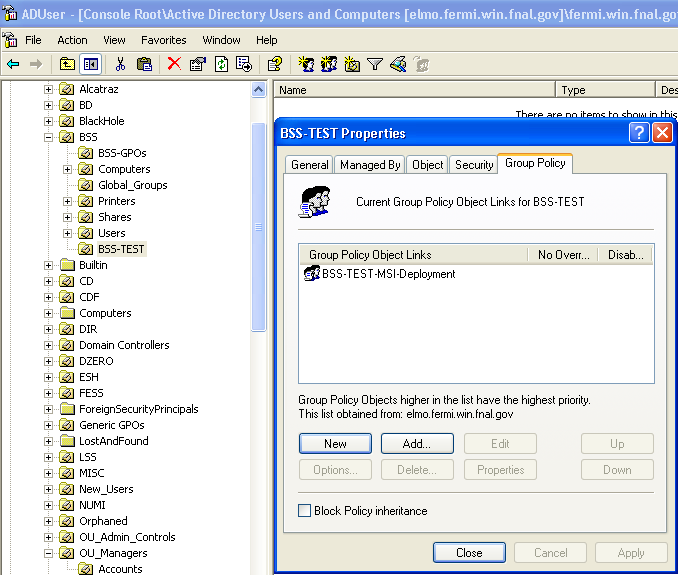 ADUser - [Console Root\Active Directory Users and Computers [elmo.fermi.win.fnal.gov]\fermi.win.fnal.go
File Action View Favorites Window Help
Alcatraz
BD
BlackHole
BSS
BSS-GPOs
Computers
Global_Groups
Printers
Shares
Users
BSS-TEST
Builtin
CD
CDF
Computers
DIR
Domain Controllers
DZERO
ESH
FESS
ForeignSecurityPrincipals
Generic GPOs
LostAndFound
LSS
MISC
New_Users
NUMI
Orphaned
OU_Admin_Controls
OU_Managers
Accounts
Name Type Des
There are no items to show in this
BSS-TEST Properties
General Managed By Object Security Group Policy
Current Group Policy Object Links for BSS-TEST
Group Policy Object Links No Overr... Disab...
BSS-TEST-MSI-Deployment
Group Policy Objects higher in the list have the highest priority.
This list obtained from: elmo.fermi.win.fnal.gov
New Add... Edit Up
Options... Delete... Properties Down
Block Policy inheritance
Close Cancel Apply